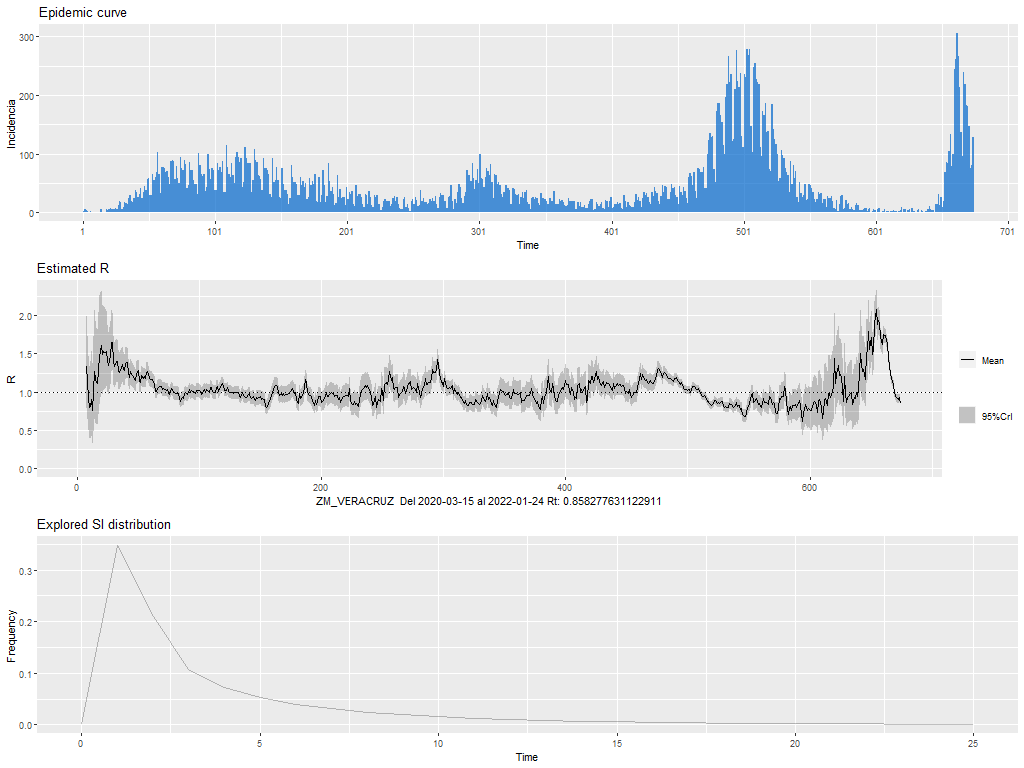 Epidemic curve
300
200
100
0
Incidencia
1
101
201
301
401
501
601
701
Time
Estimated R
2.0
1.5
1.0
0.5
0.0
R
Mean
95%CrI
0
200
400
600
ZM_VERACRUZ Del 2020-03-15 al 2022-01-24 Rt: 0.858277631122911
Explored SI distribution
0.3
0.2
0.1
0.0
Frequency
0
5
10
15
20
25
Time